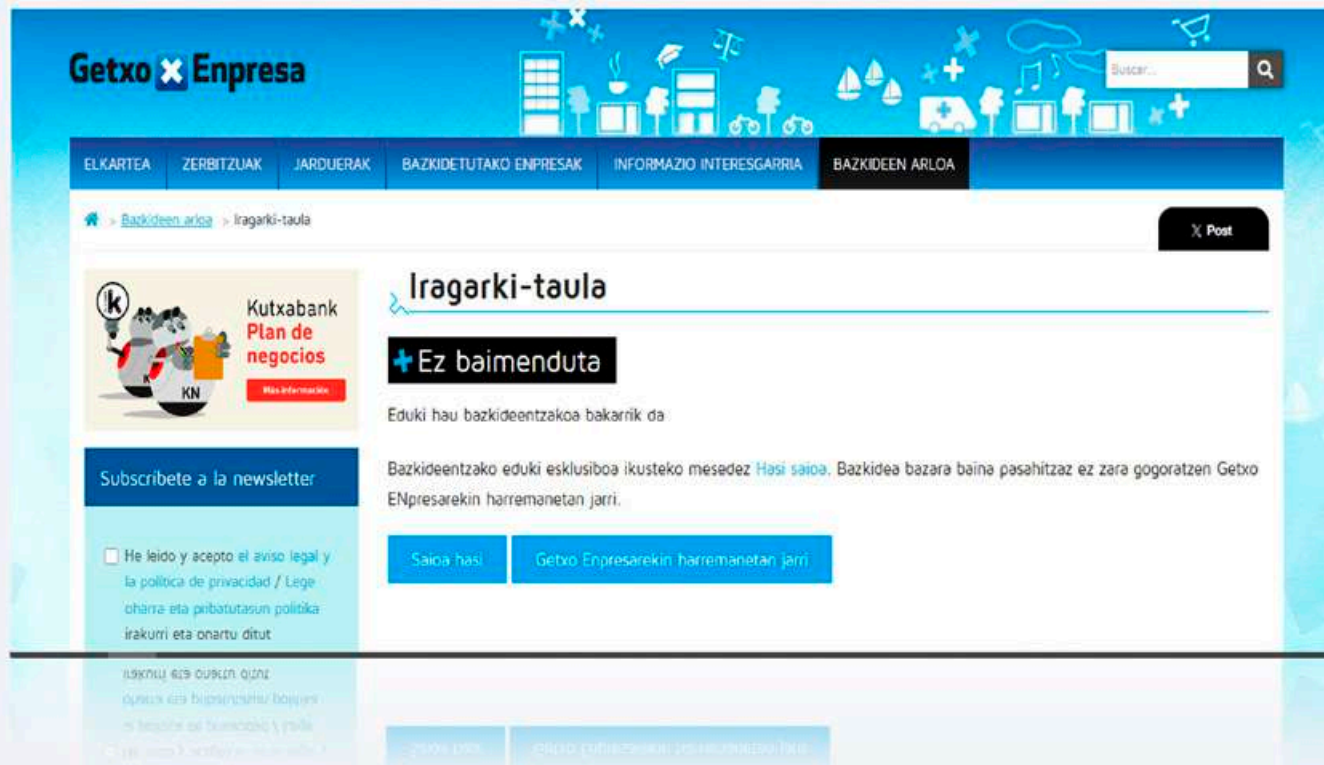 Getxo x Enpresa
Buscar...
ELKARTEA ZERBITZUAK JARDUERAK BAZKIDETUTAKO ENPRESAK INFORMAZIO INTERESGARRIA BAZKIDEEN ARLOA
> Bazkideen arloa > Iragarki-taula
X Post
k
Kutxabank
Plan de
negocios
Más información
K
KN
Iragarki-taula
+ Ez baimenduta
Eduki hau bazkideentzakoa bakarrik da
Bazkideentzako eduki esklusiboa ikusteko mesedez Hasi saioa. Bazkidea bazara baina pasahitzaz ez zara gogoratzen Getxo
ENpresarekin harremanetan jarri.
Saioa hasi
Getxo Enpresarekin harremanetan jarri
Subscríbete a la newsletter
He leído y acepto el aviso legal y
la política de privacidad / Lege
oharra eta pribatutasun politika
irakurri eta onartu ditut